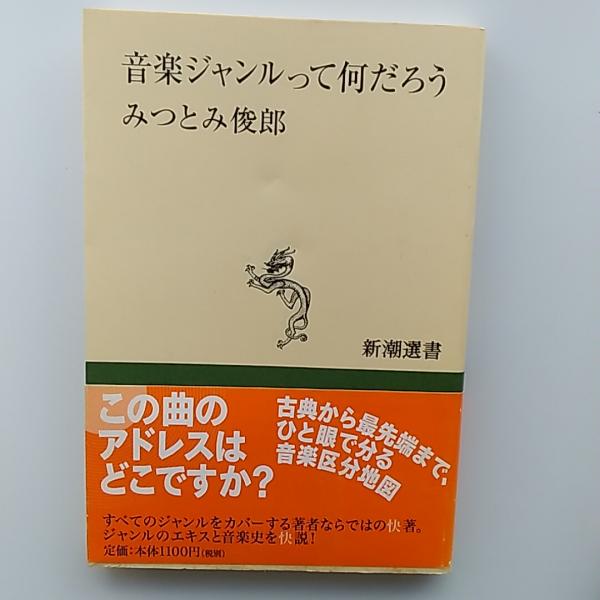 音楽ジャンルって何だろう
みつとみ俊郎
新潮選書
この曲の
アドレスは
どこですか?
古典から最先端まで、
ひと眼で分る
音楽区分地図
すべてのジャンルをカバーする著者ならではの快著。
ジャンルのエキスと音楽史を快説!
定価:本体1100円(税別)